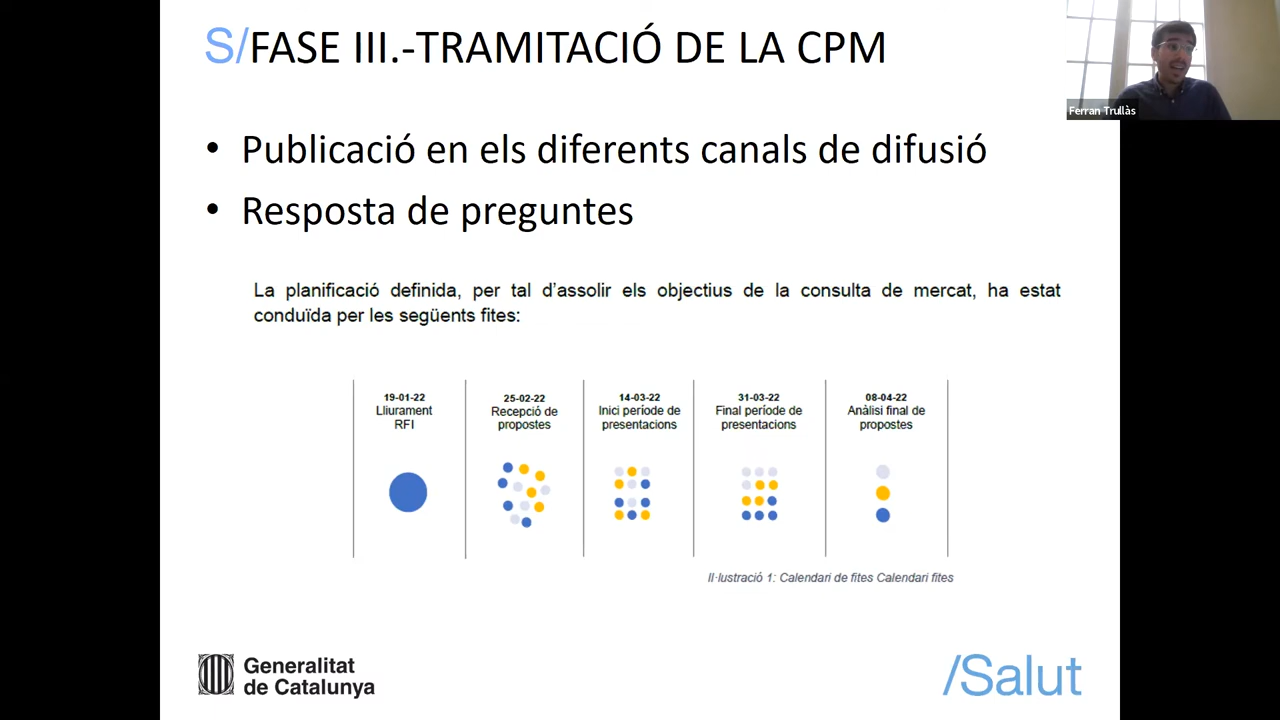 S/FASE III.-TRAMITACIÓ DE LA CPM
Ferran Trullàs
• Publicació en els diferents canals de difusió
• Resposta de preguntes
La planificació definida, per tal d'assolir els objectius de la consulta de mercat, ha estat
conduïda per les següents fites:
19-01-22
Lliurament
RFI
25-02-22
Recepció de
propostes
14-03-22
Inici període de
presentacions
31-03-22
Final període de
presentacions
08-04-22
Anàlisi final de
propostes
Il·lustració 1: Calendari de fites Calendari fites
Generalitat
de Catalunya
/Salut